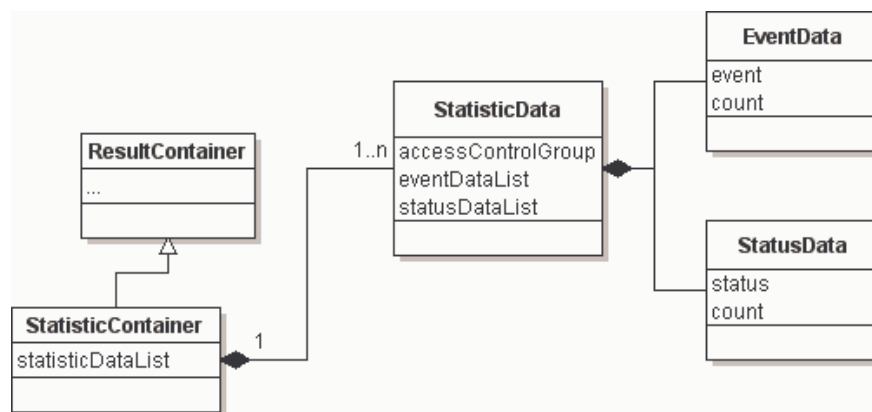 EventData
event
count
StatisticData
accessControlGroup
eventDataList
statusDataList
1..n
ResultContainer
...
StatusData
status
count
StatisticContainer
statisticDataList
1